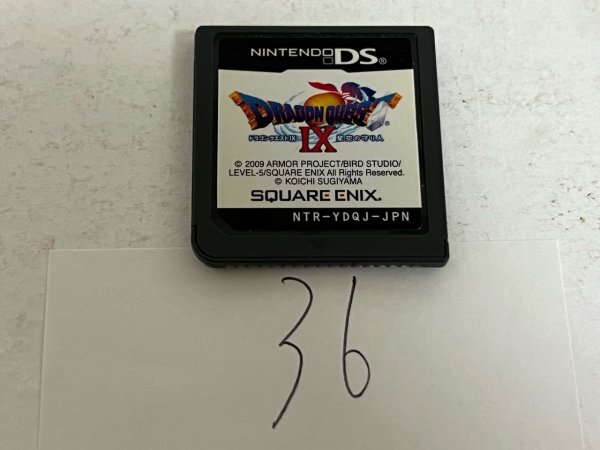 NINTENDO DS®
DRAGON QUEST
ドラゴンクエストIX 星空の守り人
IX
© 2009 ARMOR PROJECT/BIRD STUDIO/
LEVEL-5/SQUARE ENIX All Rights Reserved.
© KOICHI SUGIYAMA
SQUARE ENIX.
NTR-YDQJ-JPN
36